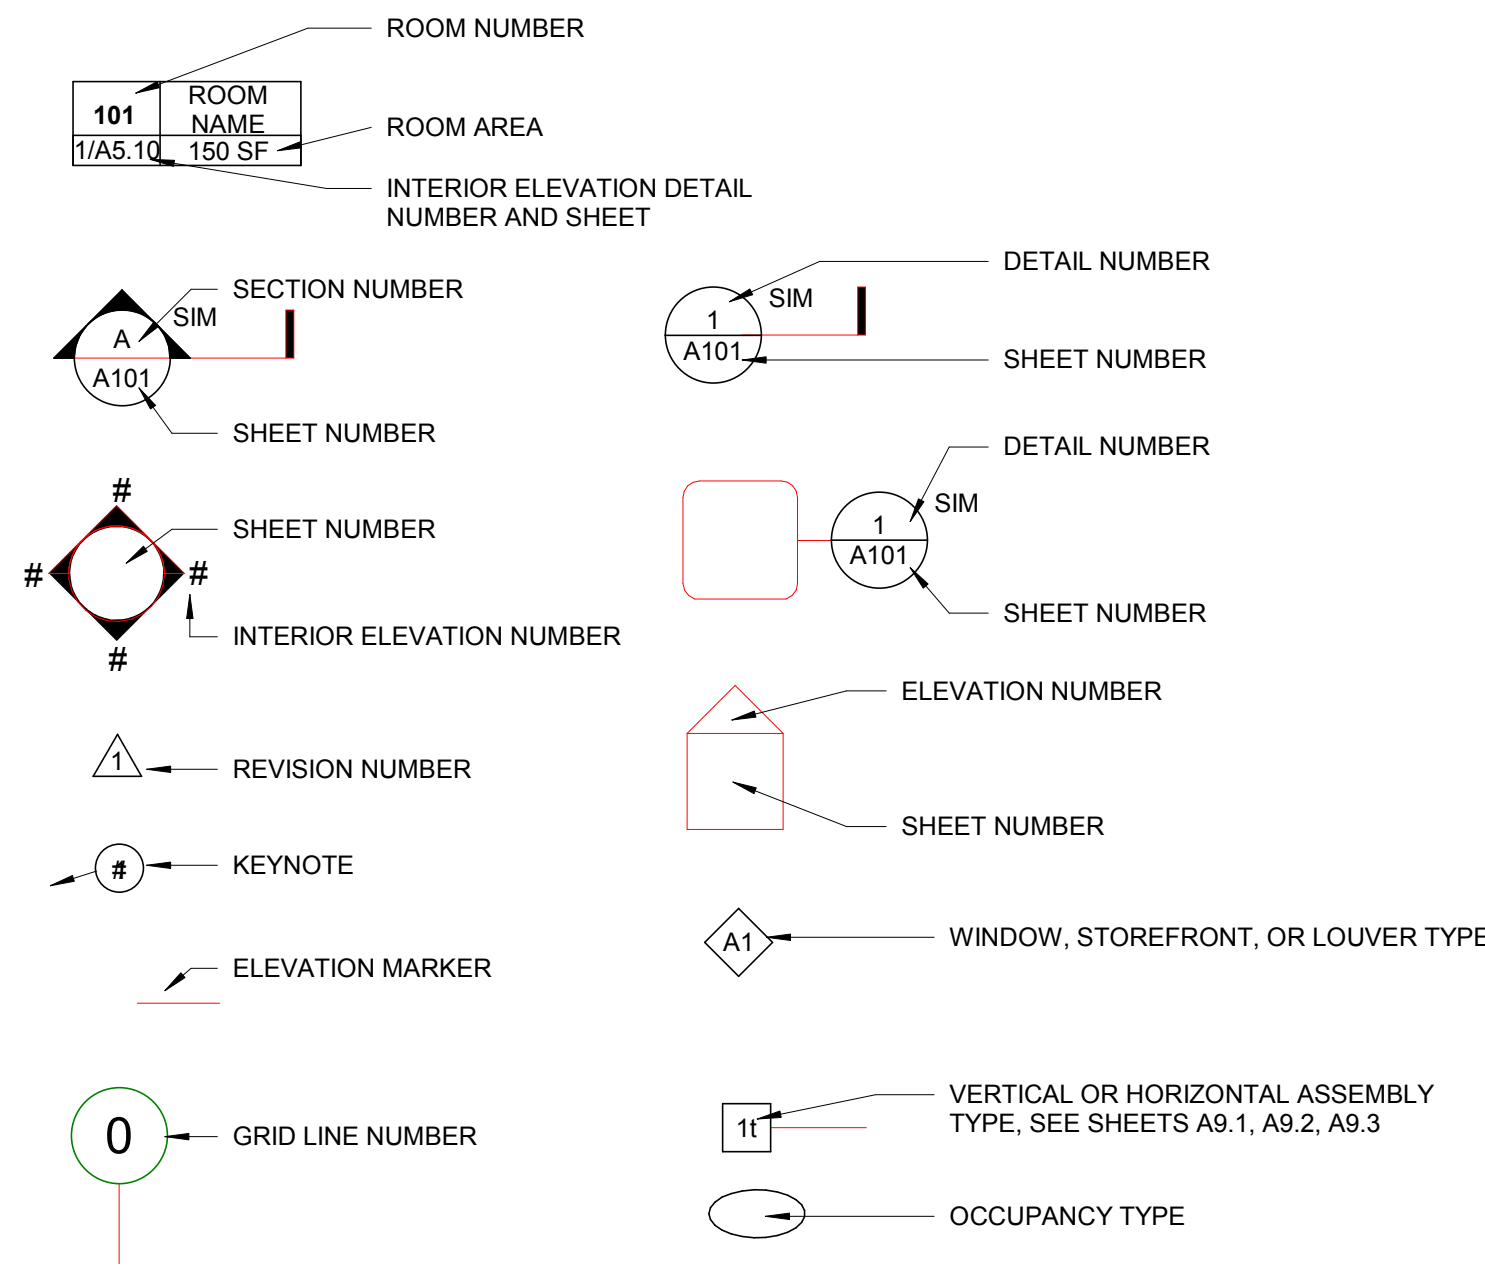 ROOM NUMBER
101
ROOM
NAME
1/A5.10
150 SF
ROOM AREA
INTERIOR ELEVATION DETAIL
NUMBER AND SHEET
SECTION NUMBER
SIM
A
A101
SHEET NUMBER
DETAIL NUMBER
SIM
1
A101
SHEET NUMBER
#
SHEET NUMBER
#
#
INTERIOR ELEVATION NUMBER
#
DETAIL NUMBER
SIM
1
A101
SHEET NUMBER
ELEVATION NUMBER
SHEET NUMBER
1
REVISION NUMBER
#
KEYNOTE
ELEVATION MARKER
A1
WINDOW, STOREFRONT, OR LOUVER TYPE
0
GRID LINE NUMBER
1t
VERTICAL OR HORIZONTAL ASSEMBLY
TYPE, SEE SHEETS A9.1, A9.2, A9.3
OCCUPANCY TYPE